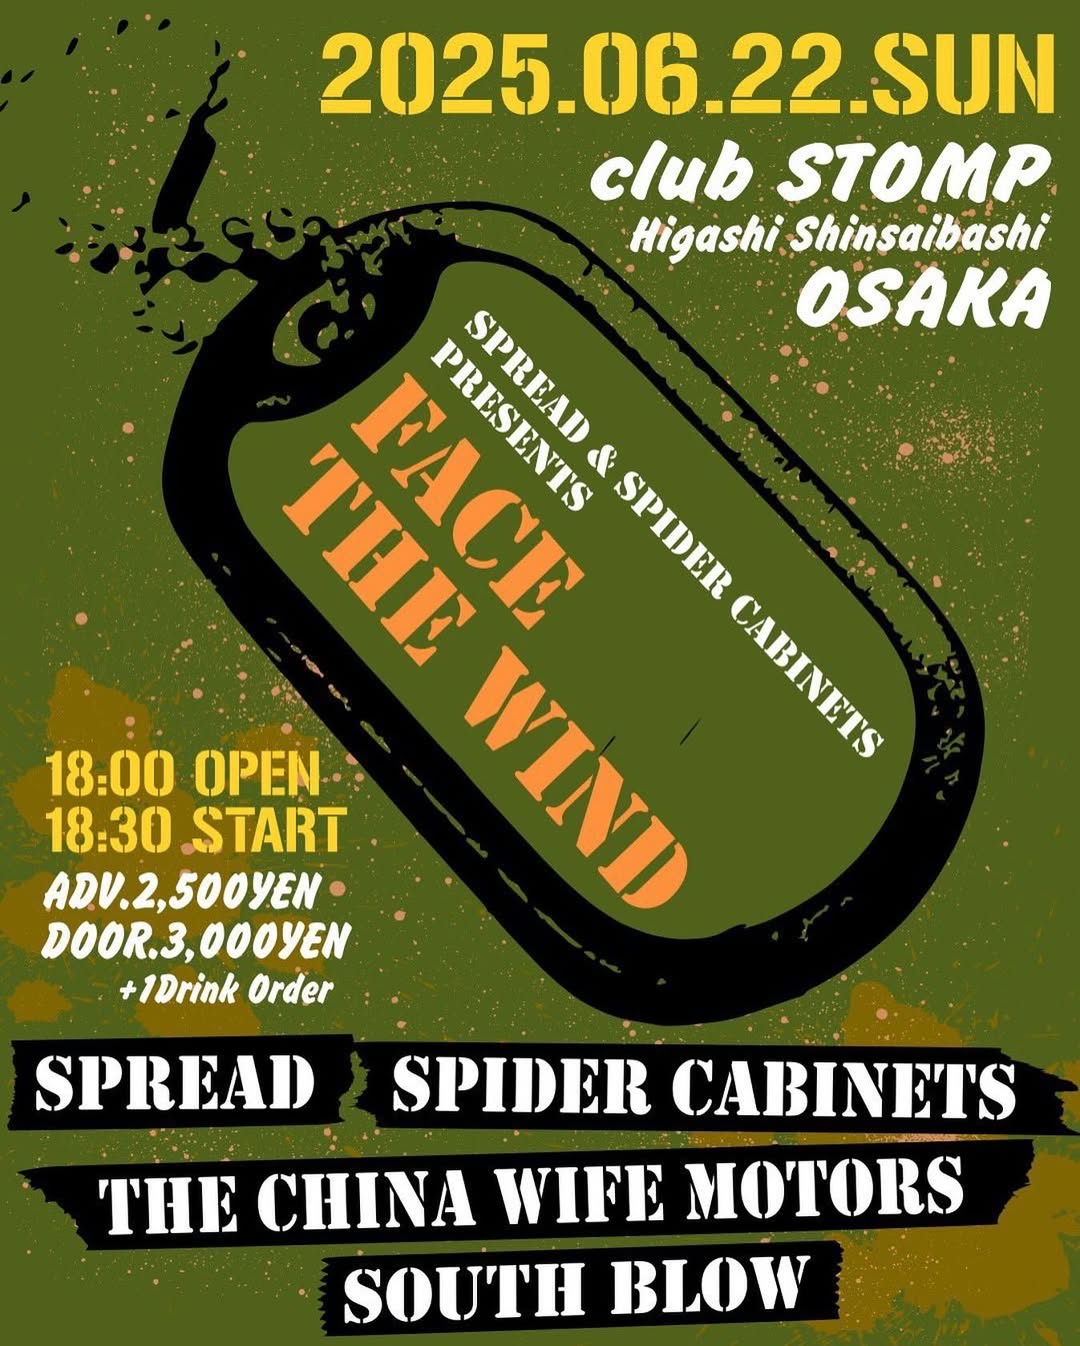 2025.06.22.SUN
club STOMP
Higashi Shinsaibashi
OSAKA
SPREAD & SPIDER CABINETS
PRESENTS
FACE
THE WIND
18:00 OPEN
18:30 START
ADV.2,500YEN
DOOR.3,000YEN
+1Drink Order
SPREAD
SPIDER CABINETS
THE CHINA WIFE MOTORS
SOUTH BLOW